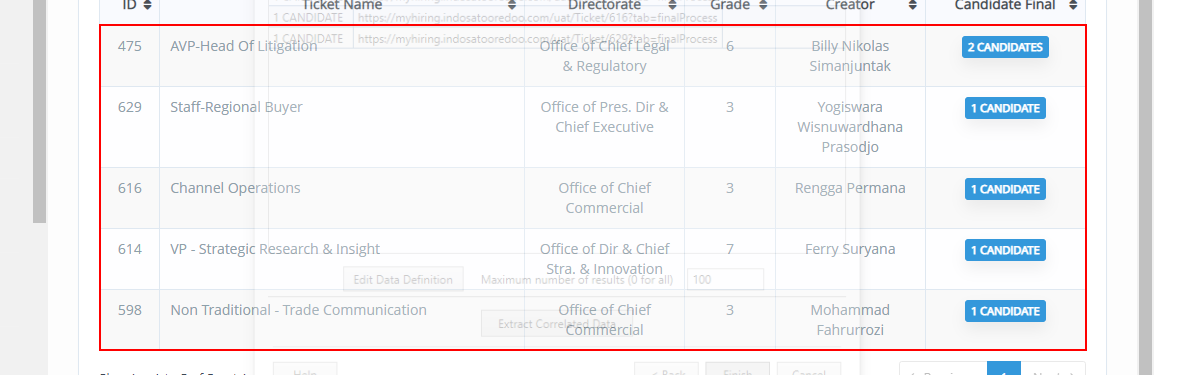 ID Ticket Name Directorate Grade Creator Candidate Final
1 CANDIDATE https://myhiring.indosatooredoo.com/uat/Ticket/616?tab=finalProcess
1 CANDIDATE https://myhiring.indosatooredoo.com/uat/Ticket/629?tab=finalProcess
475 AVP-Head Of Litigation Office of Chief Legal 6 Billy Nikolas 2 CANDIDATES
& Regulatory Simanjuntak
629 Staff-Regional Buyer Office of Pres. Dir & 3 Yogiswara 1 CANDIDATE
Chief Executive Wisnuwardhana
Prasodjo
616 Channel Operations Office of Chief 3 Rengga Permana 1 CANDIDATE
Commercial
614 VP - Strategic Research & Insight Office of Dir & Chief 7 Ferry Suryana 1 CANDIDATE
Stra. & Innovation
Edit Data Definition Maximum number of results (0 for all) 100
598 Non Traditional - Trade Communication Office of Chief 3 Mohammad 1 CANDIDATE
Commercial Fahrurrozi
Extract Correlated Data
Help < Back Finish Cancel